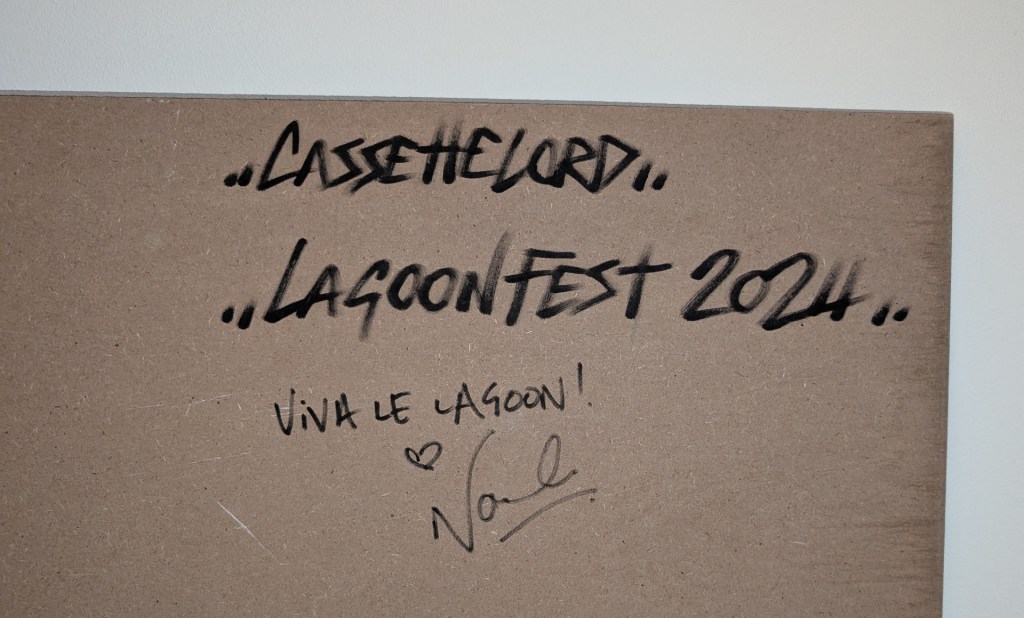 ..CASSETTELORD..
..LAGOONFEST 2024..
ViVA LE LAGOON!
♡